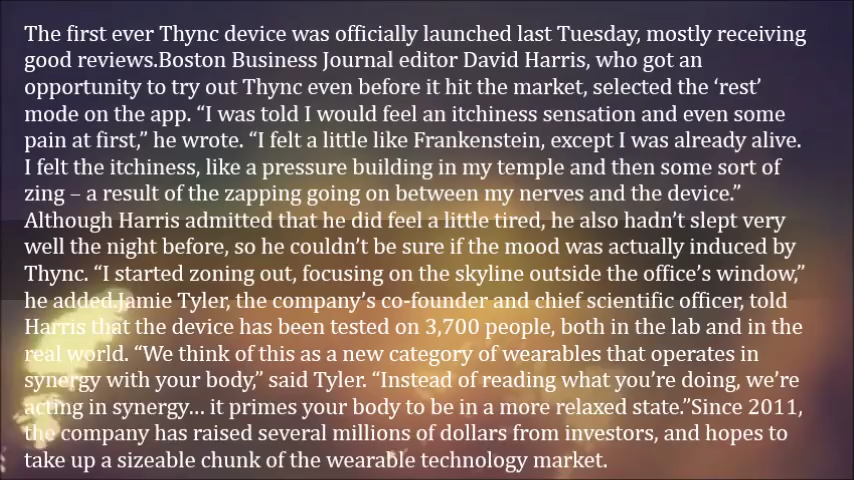 The first ever Thync device was officially launched last Tuesday, mostly receiving
good reviews.Boston Business Journal editor David Harris, who got an
opportunity to try out Thync even before it hit the market, selected the ‘rest’
mode on the app. “I was told I would feel an itchiness sensation and even some
pain at first,” he wrote. “I felt a little like Frankenstein, except I was already alive.
I felt the itchiness, like a pressure building in my temple and then some sort of
zing – a result of the zapping going on between my nerves and the device.”
Although Harris admitted that he did feel a little tired, he also hadn’t slept very
well the night before, so he couldn’t be sure if the mood was actually induced by
Thync. “I started zoning out, focusing on the skyline outside the office’s window,”
he added.Jamie Tyler, the company’s co-founder and chief scientific officer, told
Harris that the device has been tested on 3,700 people, both in the lab and in the
real world. “We think of this as a new category of wearables that operates in
synergy with your body,” said Tyler. “Instead of reading what you’re doing, we’re
acting in synergy… it primes your body to be in a more relaxed state.”Since 2011,
the company has raised several millions of dollars from investors, and hopes to
take up a sizeable chunk of the wearable technology market.